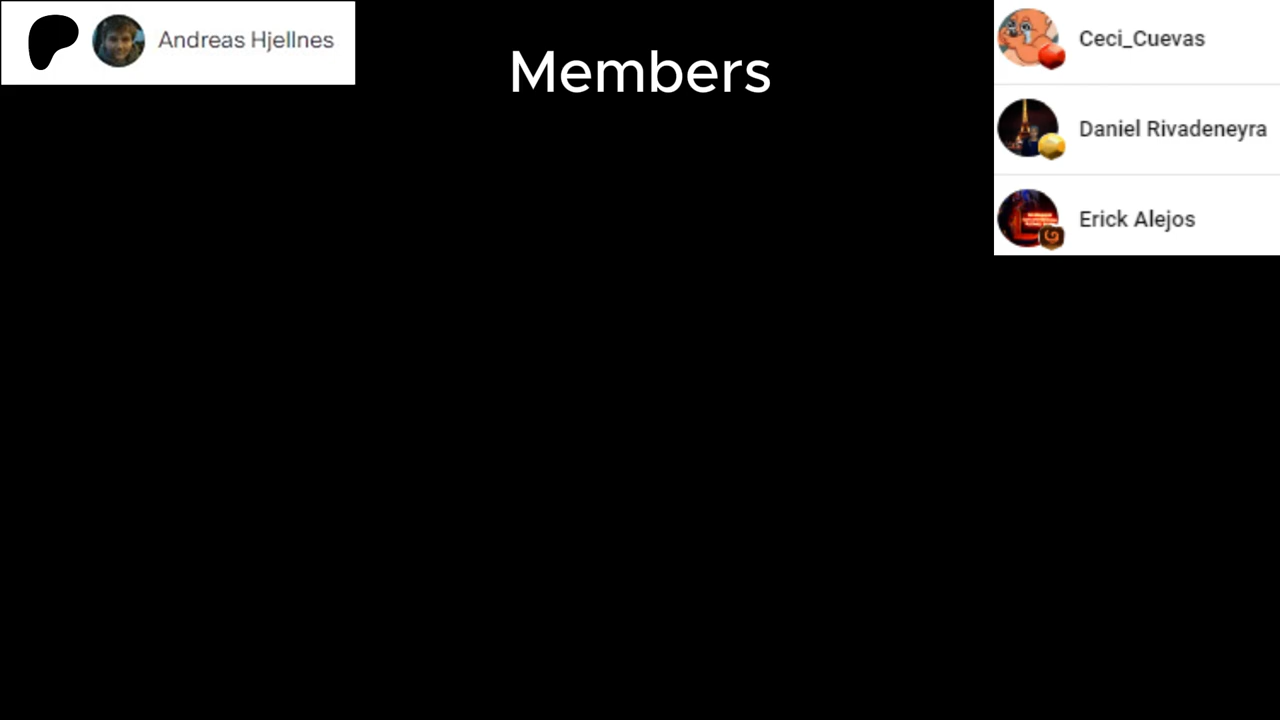 Andreas Hjellnes
Members
Ceci_Cuevas
Daniel Rivadeneyra
Erick Alejos